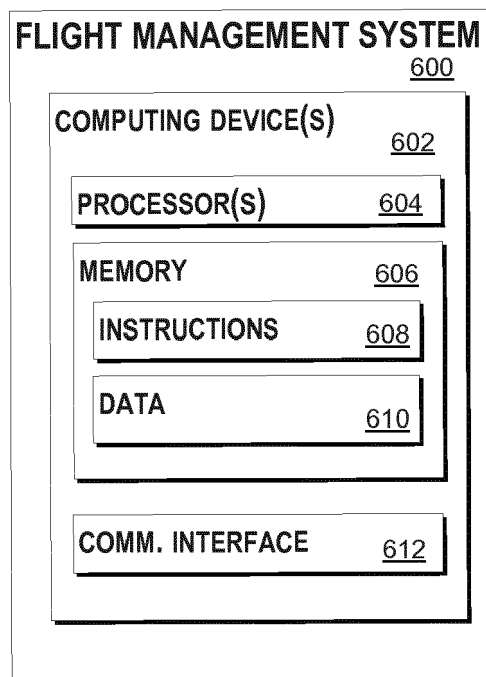 FLIGHT MANAGEMENT SYSTEM
600
COMPUTING DEVICE(S) 602
PROCESSOR(S) 604
MEMORY 606
INSTRUCTIONS 608
DATA 610
COMM. INTERFACE 612